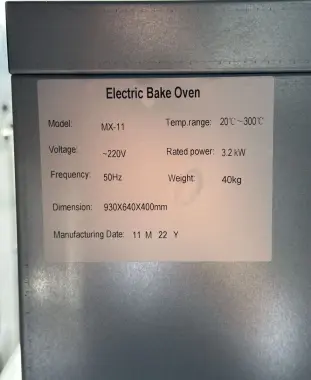 Electric Bake Oven
Model: MX-11 Temp.range: 20℃~300℃
Voltage: ~220V Rated power: 3.2 kW
Frequency: 50Hz Weight: 40kg
Dimension: 930X640X400mm
Manufacturing Date: 11 M 22 Y